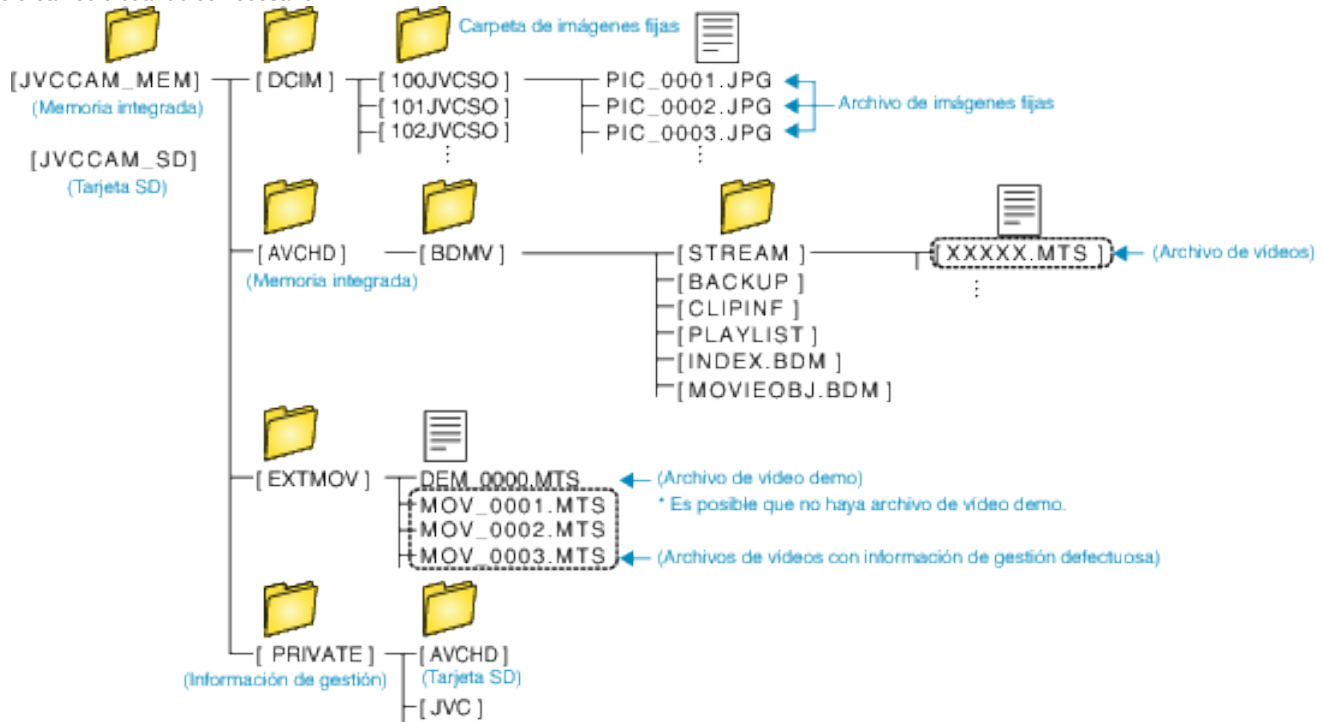 Carpeta de imágenes fijas
[JVCCAM_MEM]
(Memoria integrada)
[JVCCAM_SD]
(Tarjeta SD)
[DCIM]
[100JVCSO]
[101JVCSO]
[102JVCSO]
PIC_0001.JPG
PIC_0002.JPG
PIC_0003.JPG
Archivo de imágenes fijas
[AVCHD]
(Memoria integrada)
[BDMV]
[STREAM]
[BACKUP]
[CLIPINF]
[PLAYLIST]
[INDEX.BDM]
[MOVIEOBJ.BDM]
[XXXXX.MTS]
(Archivo de vídeos)
[EXTMOV]
DEM_0000.MTS
MOV_0001.MTS
MOV_0002.MTS
MOV_0003.MTS
(Archivo de vídeo demo)
* Es posible que no haya archivo de vídeo demo.
(Archivos de vídeos con información de gestión defectuosa)
[PRIVATE]
(Información de gestión)
[AVCHD]
(Tarjeta SD)
[JVC]